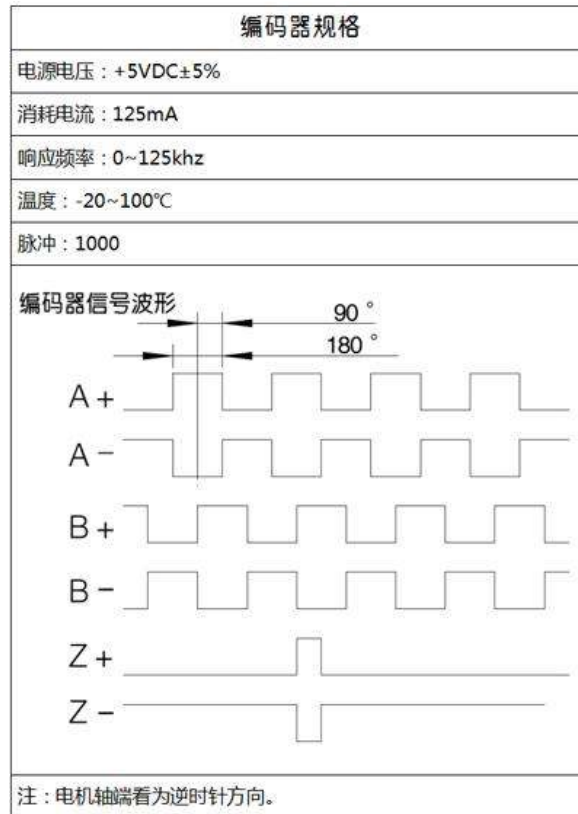 编码器规格
电源电压：+5VDC±5%
消耗电流：125mA
响应频率：0~125khz
温度：-20~100℃
脉冲：1000
编码器信号波形
90°
180°
A+
A-
B+
B-
Z+
Z-
注：电机轴端看为逆时针方向。